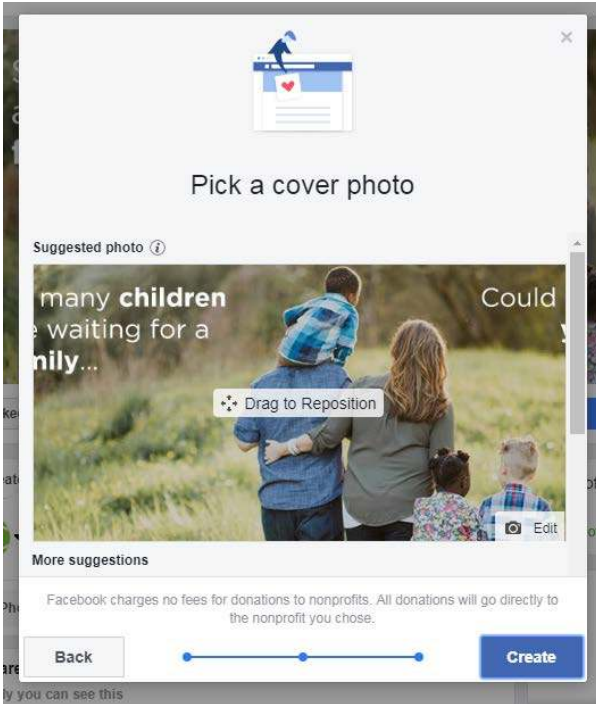 Pick a cover photo
Suggested photo
many children
waiting for a
Could
Drag to Reposition
Edit
More suggestions
Facebook charges no fees for donations to nonprofits. All donations will go directly to
the nonprofit you chose.
Back
Create
y you can see this